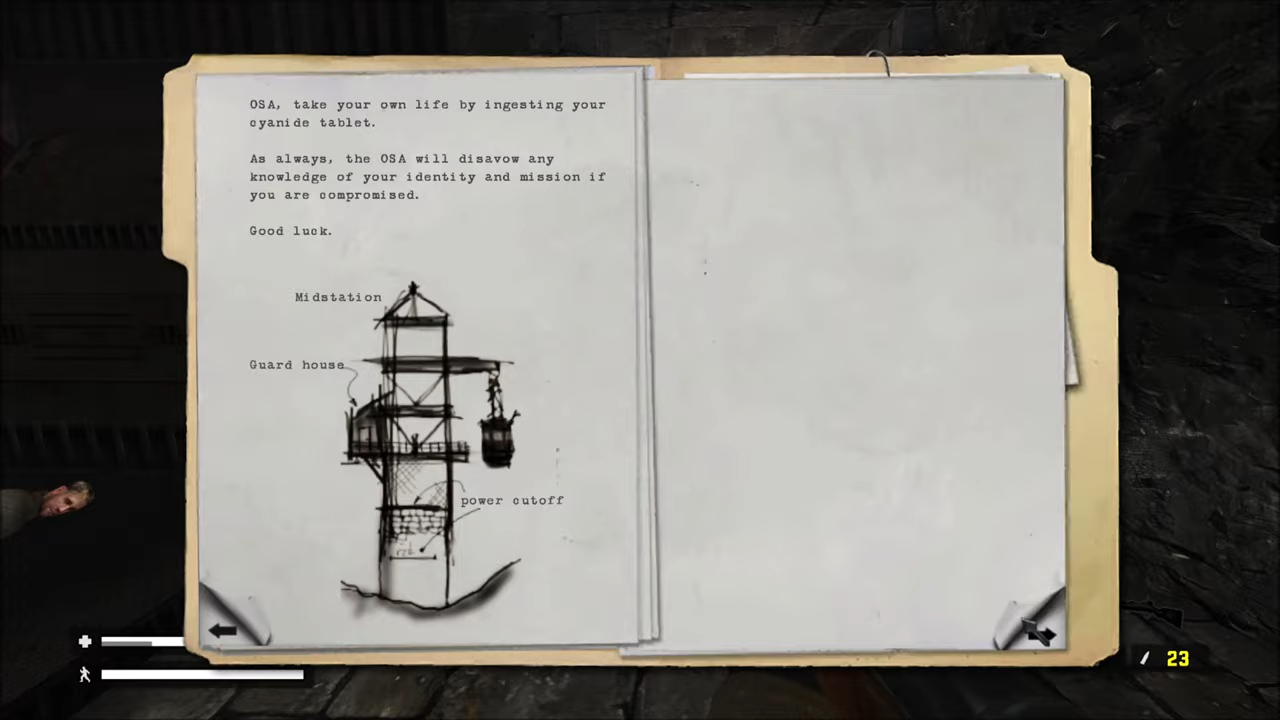 OSA, take your own life by ingesting your
cyanide tablet.
As always, the OSA will disavow any
knowledge of your identity and mission if
you are compromised.
Good luck.
Midstation
Guard house
power cutoff
23